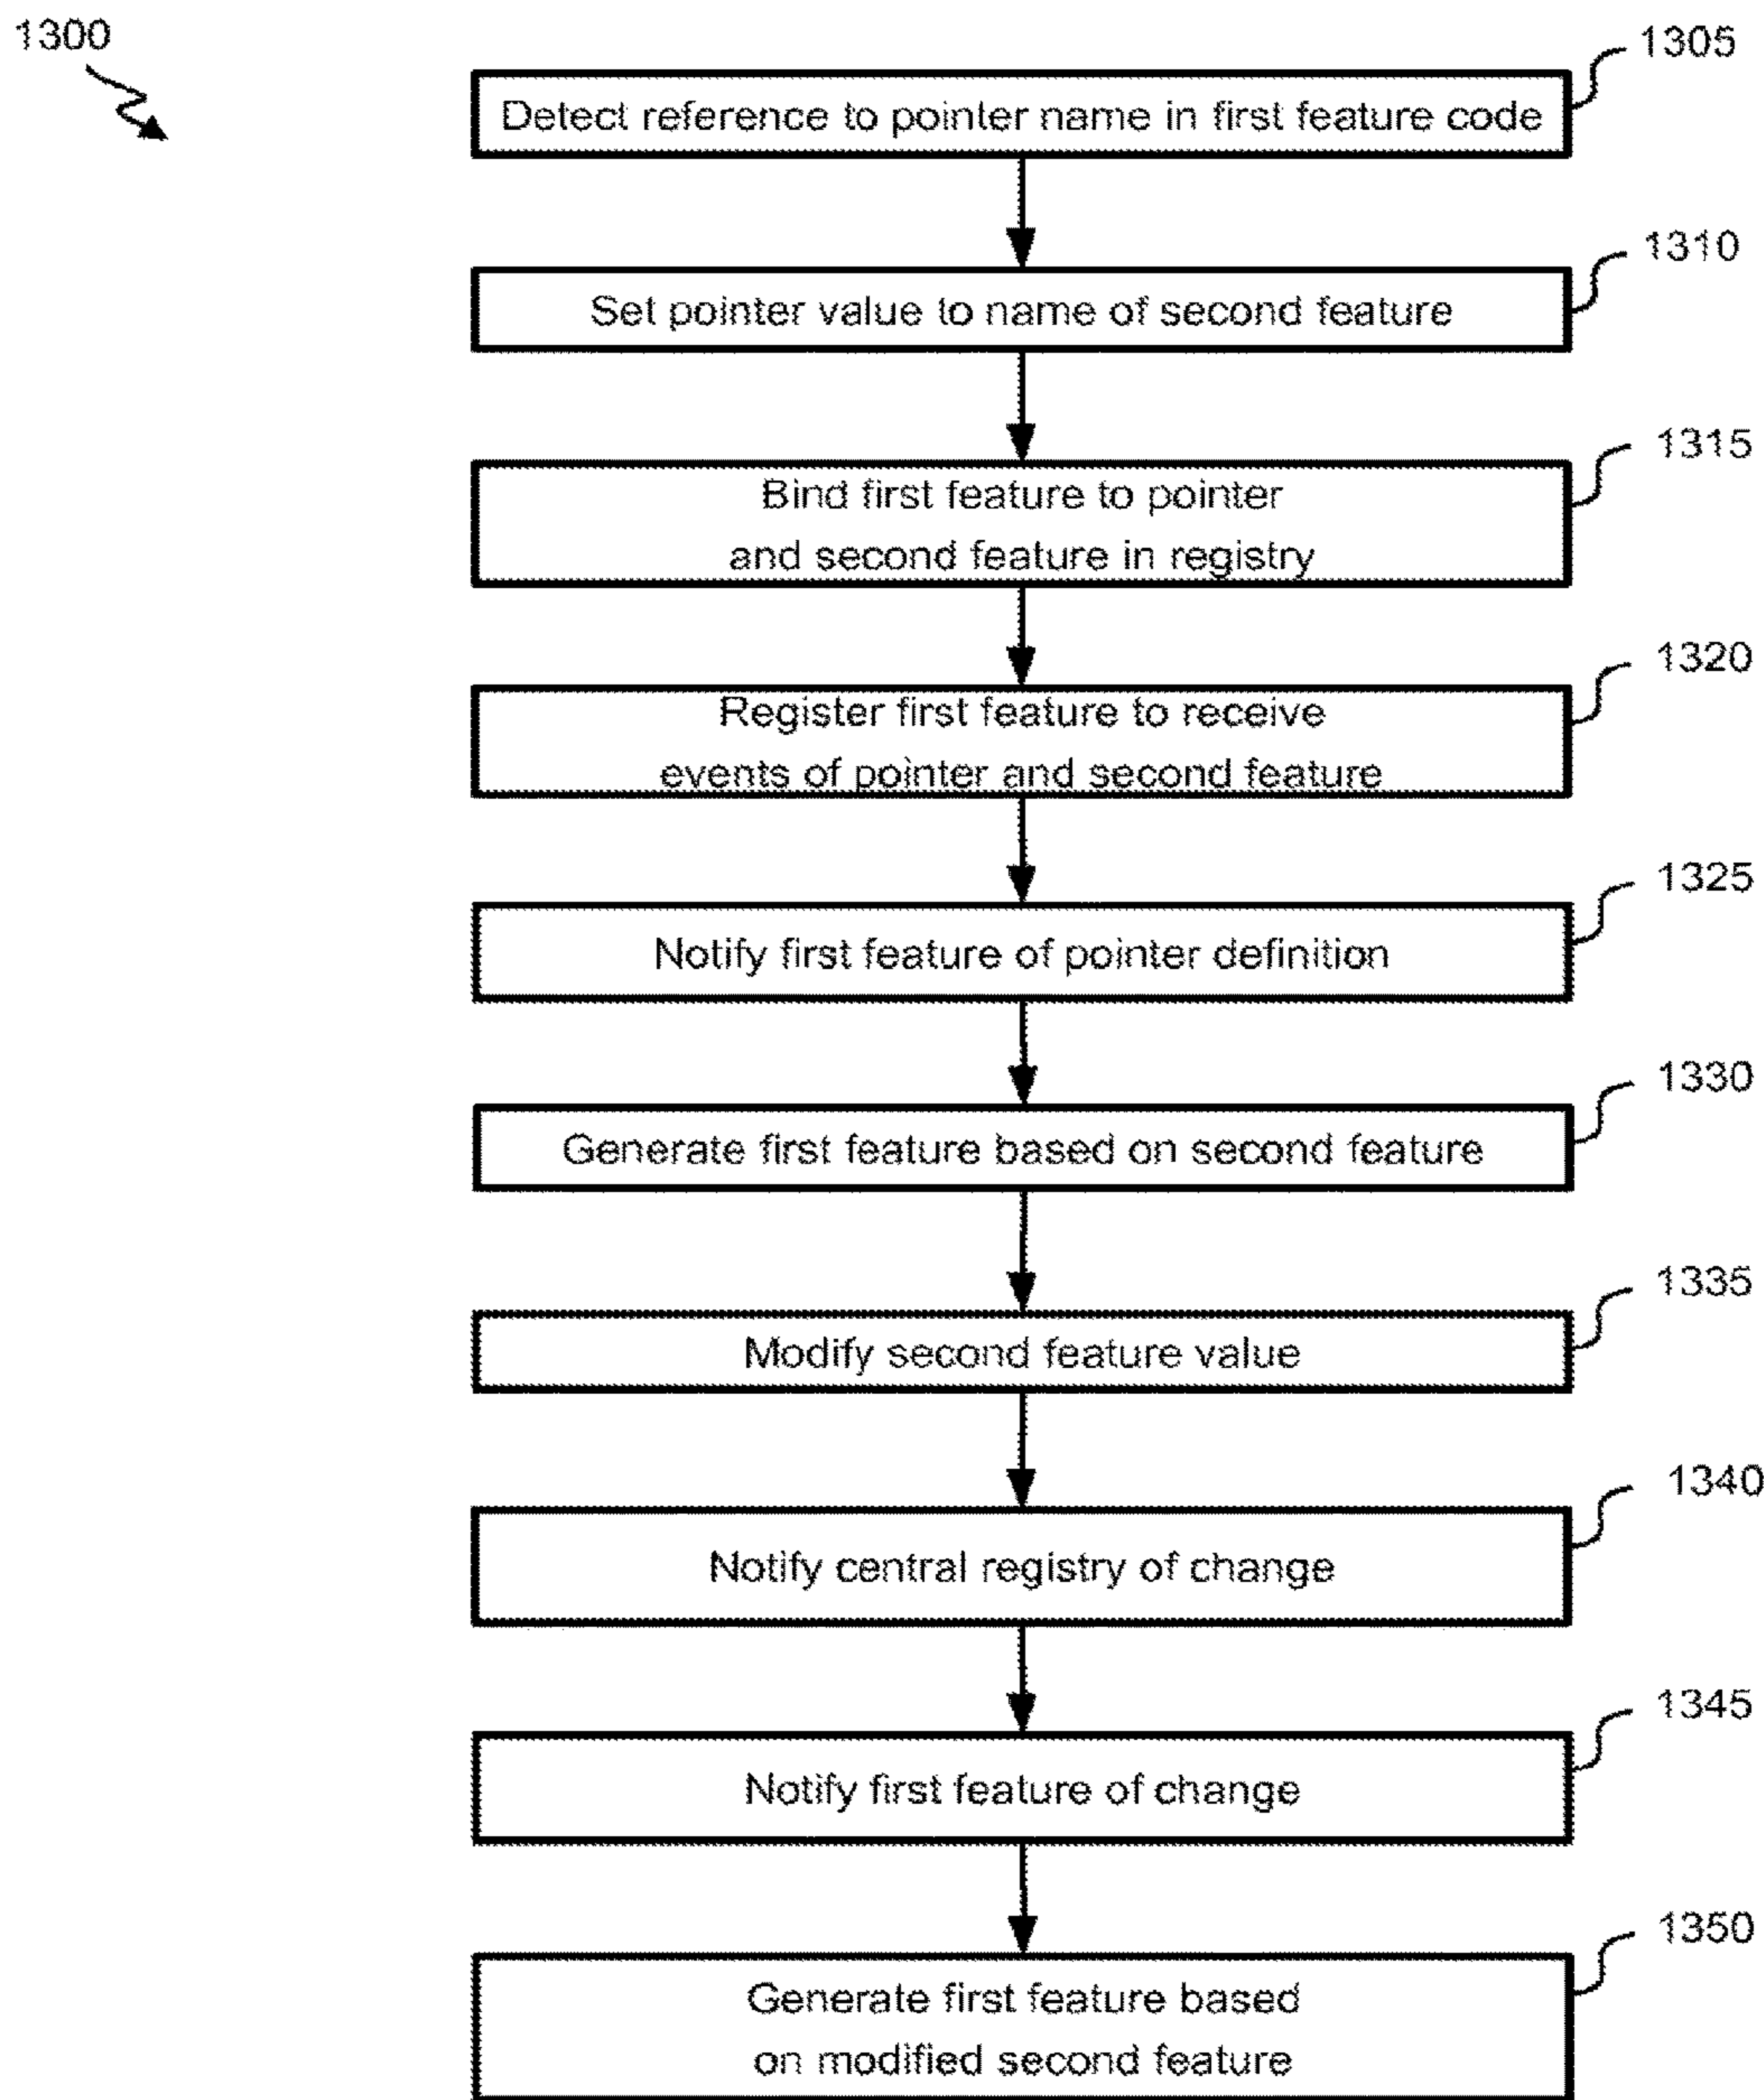 1300
1305
Detect reference to pointer name in first feature code
1310
Set pointer value to name of second feature
1315
Bind first feature to pointer
and second feature in registry
1320
Register first feature to receive
events of pointer and second feature
1325
Notify first feature of pointer definition
1330
Generate first feature based on second feature
1335
Modify second feature value
1340
Notify central registry of change
1345
Notify first feature of change
1350
Generate first feature based
on modified second feature